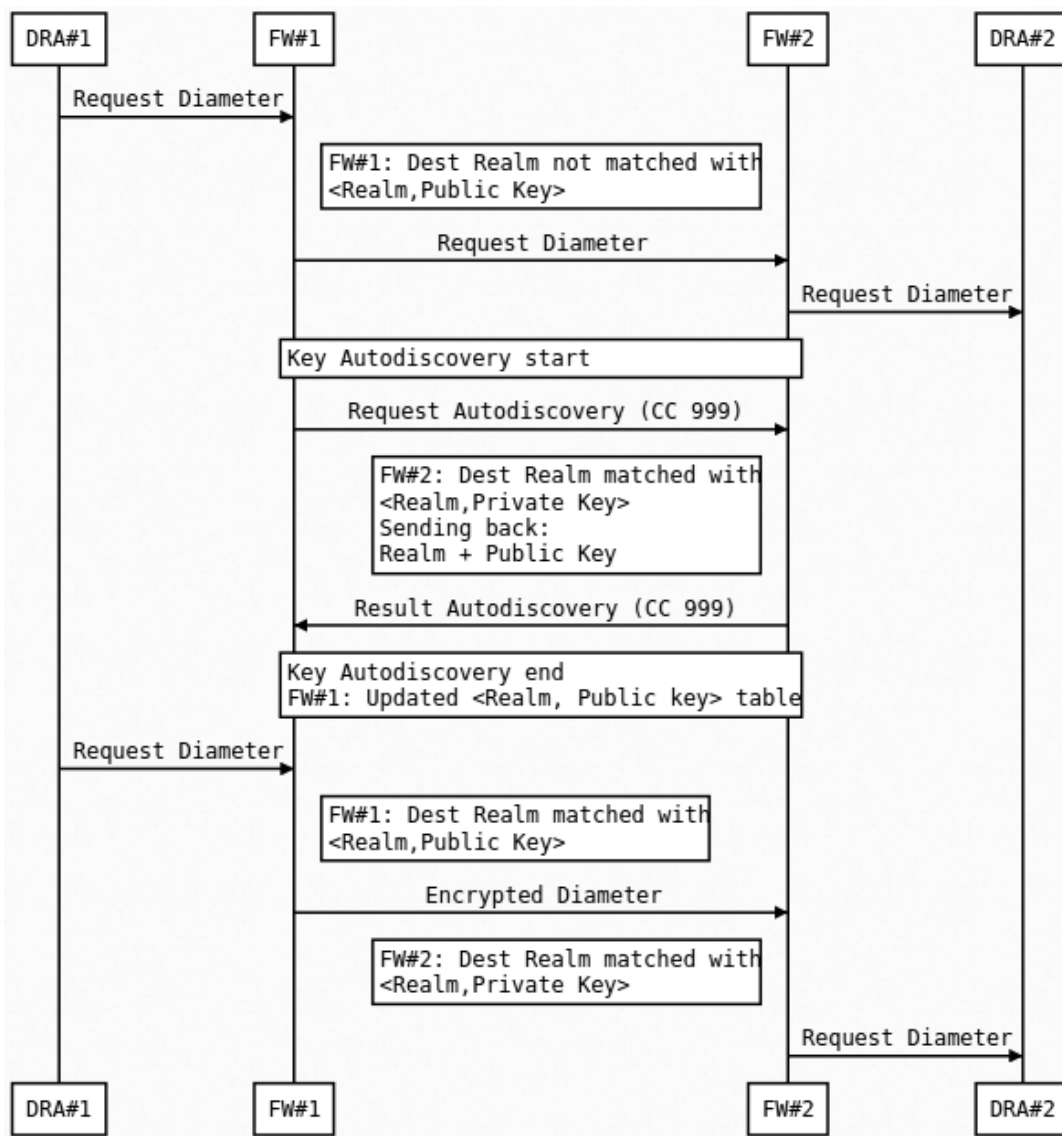 DRA#1 FW#1 FW#2 DRA#2
Request Diameter
FW#1: Dest Realm not matched with
<Realm,Public Key>
Request Diameter
Request Diameter
Key Autodiscovery start
Request Autodiscovery (CC 999)
FW#2: Dest Realm matched with
<Realm,Private Key>
Sending back:
Realm + Public Key
Result Autodiscovery (CC 999)
Key Autodiscovery end
FW#1: Updated <Realm, Public key> table
Request Diameter
FW#1: Dest Realm matched with
<Realm,Public Key>
Encrypted Diameter
FW#2: Dest Realm matched with
<Realm,Private Key>
Request Diameter
DRA#1 FW#1 FW#2 DRA#2